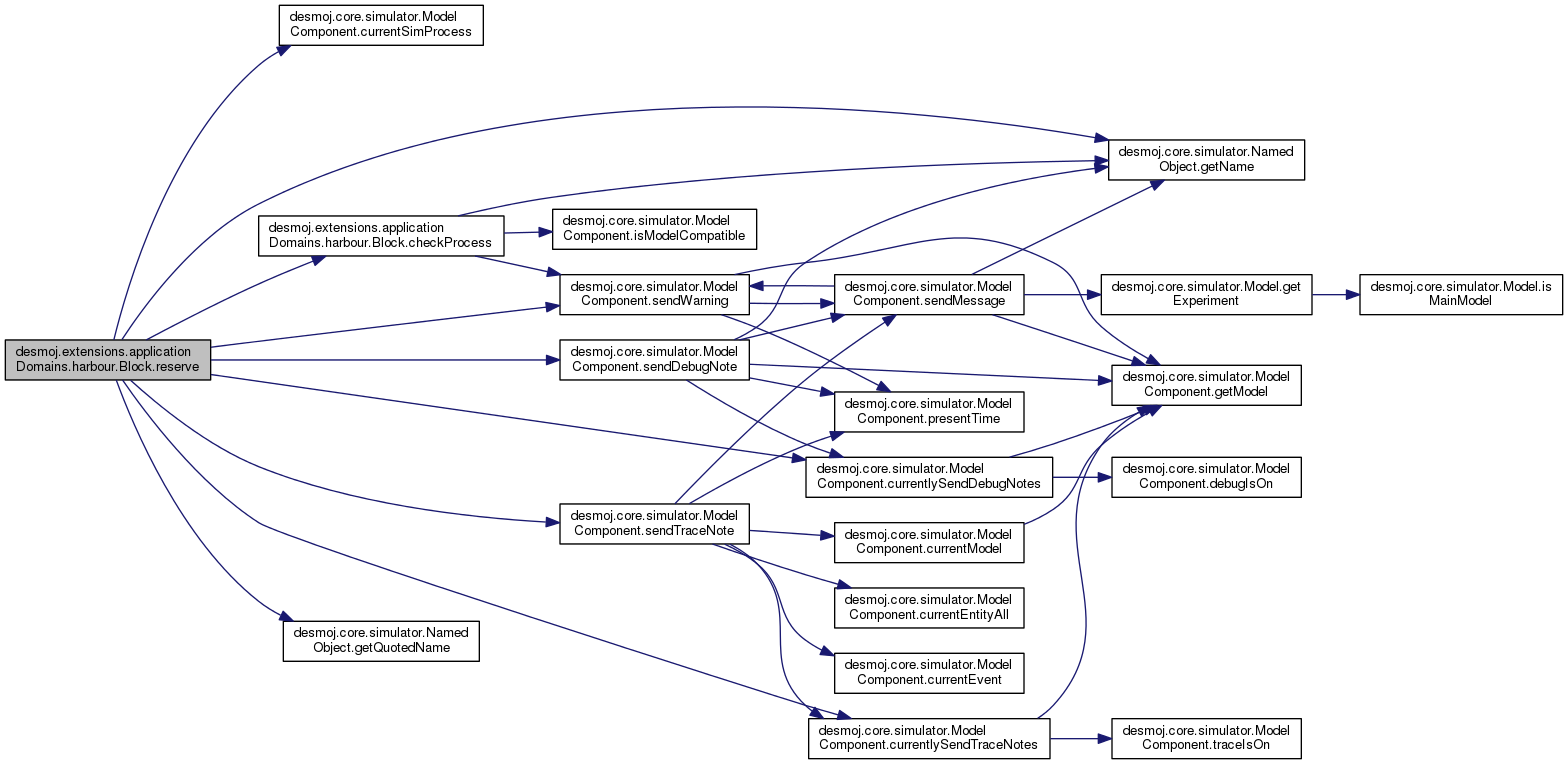 desmoj.core.simulator.Model
Component.currentSimProcess
desmoj.core.simulator.Named
Object.getName
desmoj.extensions.application
Domains.harbour.Block.checkProcess
desmoj.core.simulator.Model
Component.isModelCompatible
desmoj.core.simulator.Model
Component.sendWarning
desmoj.core.simulator.Model
Component.sendMessage
desmoj.core.simulator.Model.get
Experiment
desmoj.core.simulator.Model.is
MainModel
desmoj.extensions.application
Domains.harbour.Block.reserve
desmoj.core.simulator.Model
Component.sendDebugNote
desmoj.core.simulator.Model
Component.getModel
desmoj.core.simulator.Model
Component.presentTime
desmoj.core.simulator.Model
Component.currentlySendDebugNotes
desmoj.core.simulator.Model
Component.debugIsOn
desmoj.core.simulator.Model
Component.sendTraceNote
desmoj.core.simulator.Model
Component.currentModel
desmoj.core.simulator.Model
Component.currentEntityAll
desmoj.core.simulator.Named
Object.getQuotedName
desmoj.core.simulator.Model
Component.currentEvent
desmoj.core.simulator.Model
Component.currentlySendTraceNotes
desmoj.core.simulator.Model
Component.traceIsOn